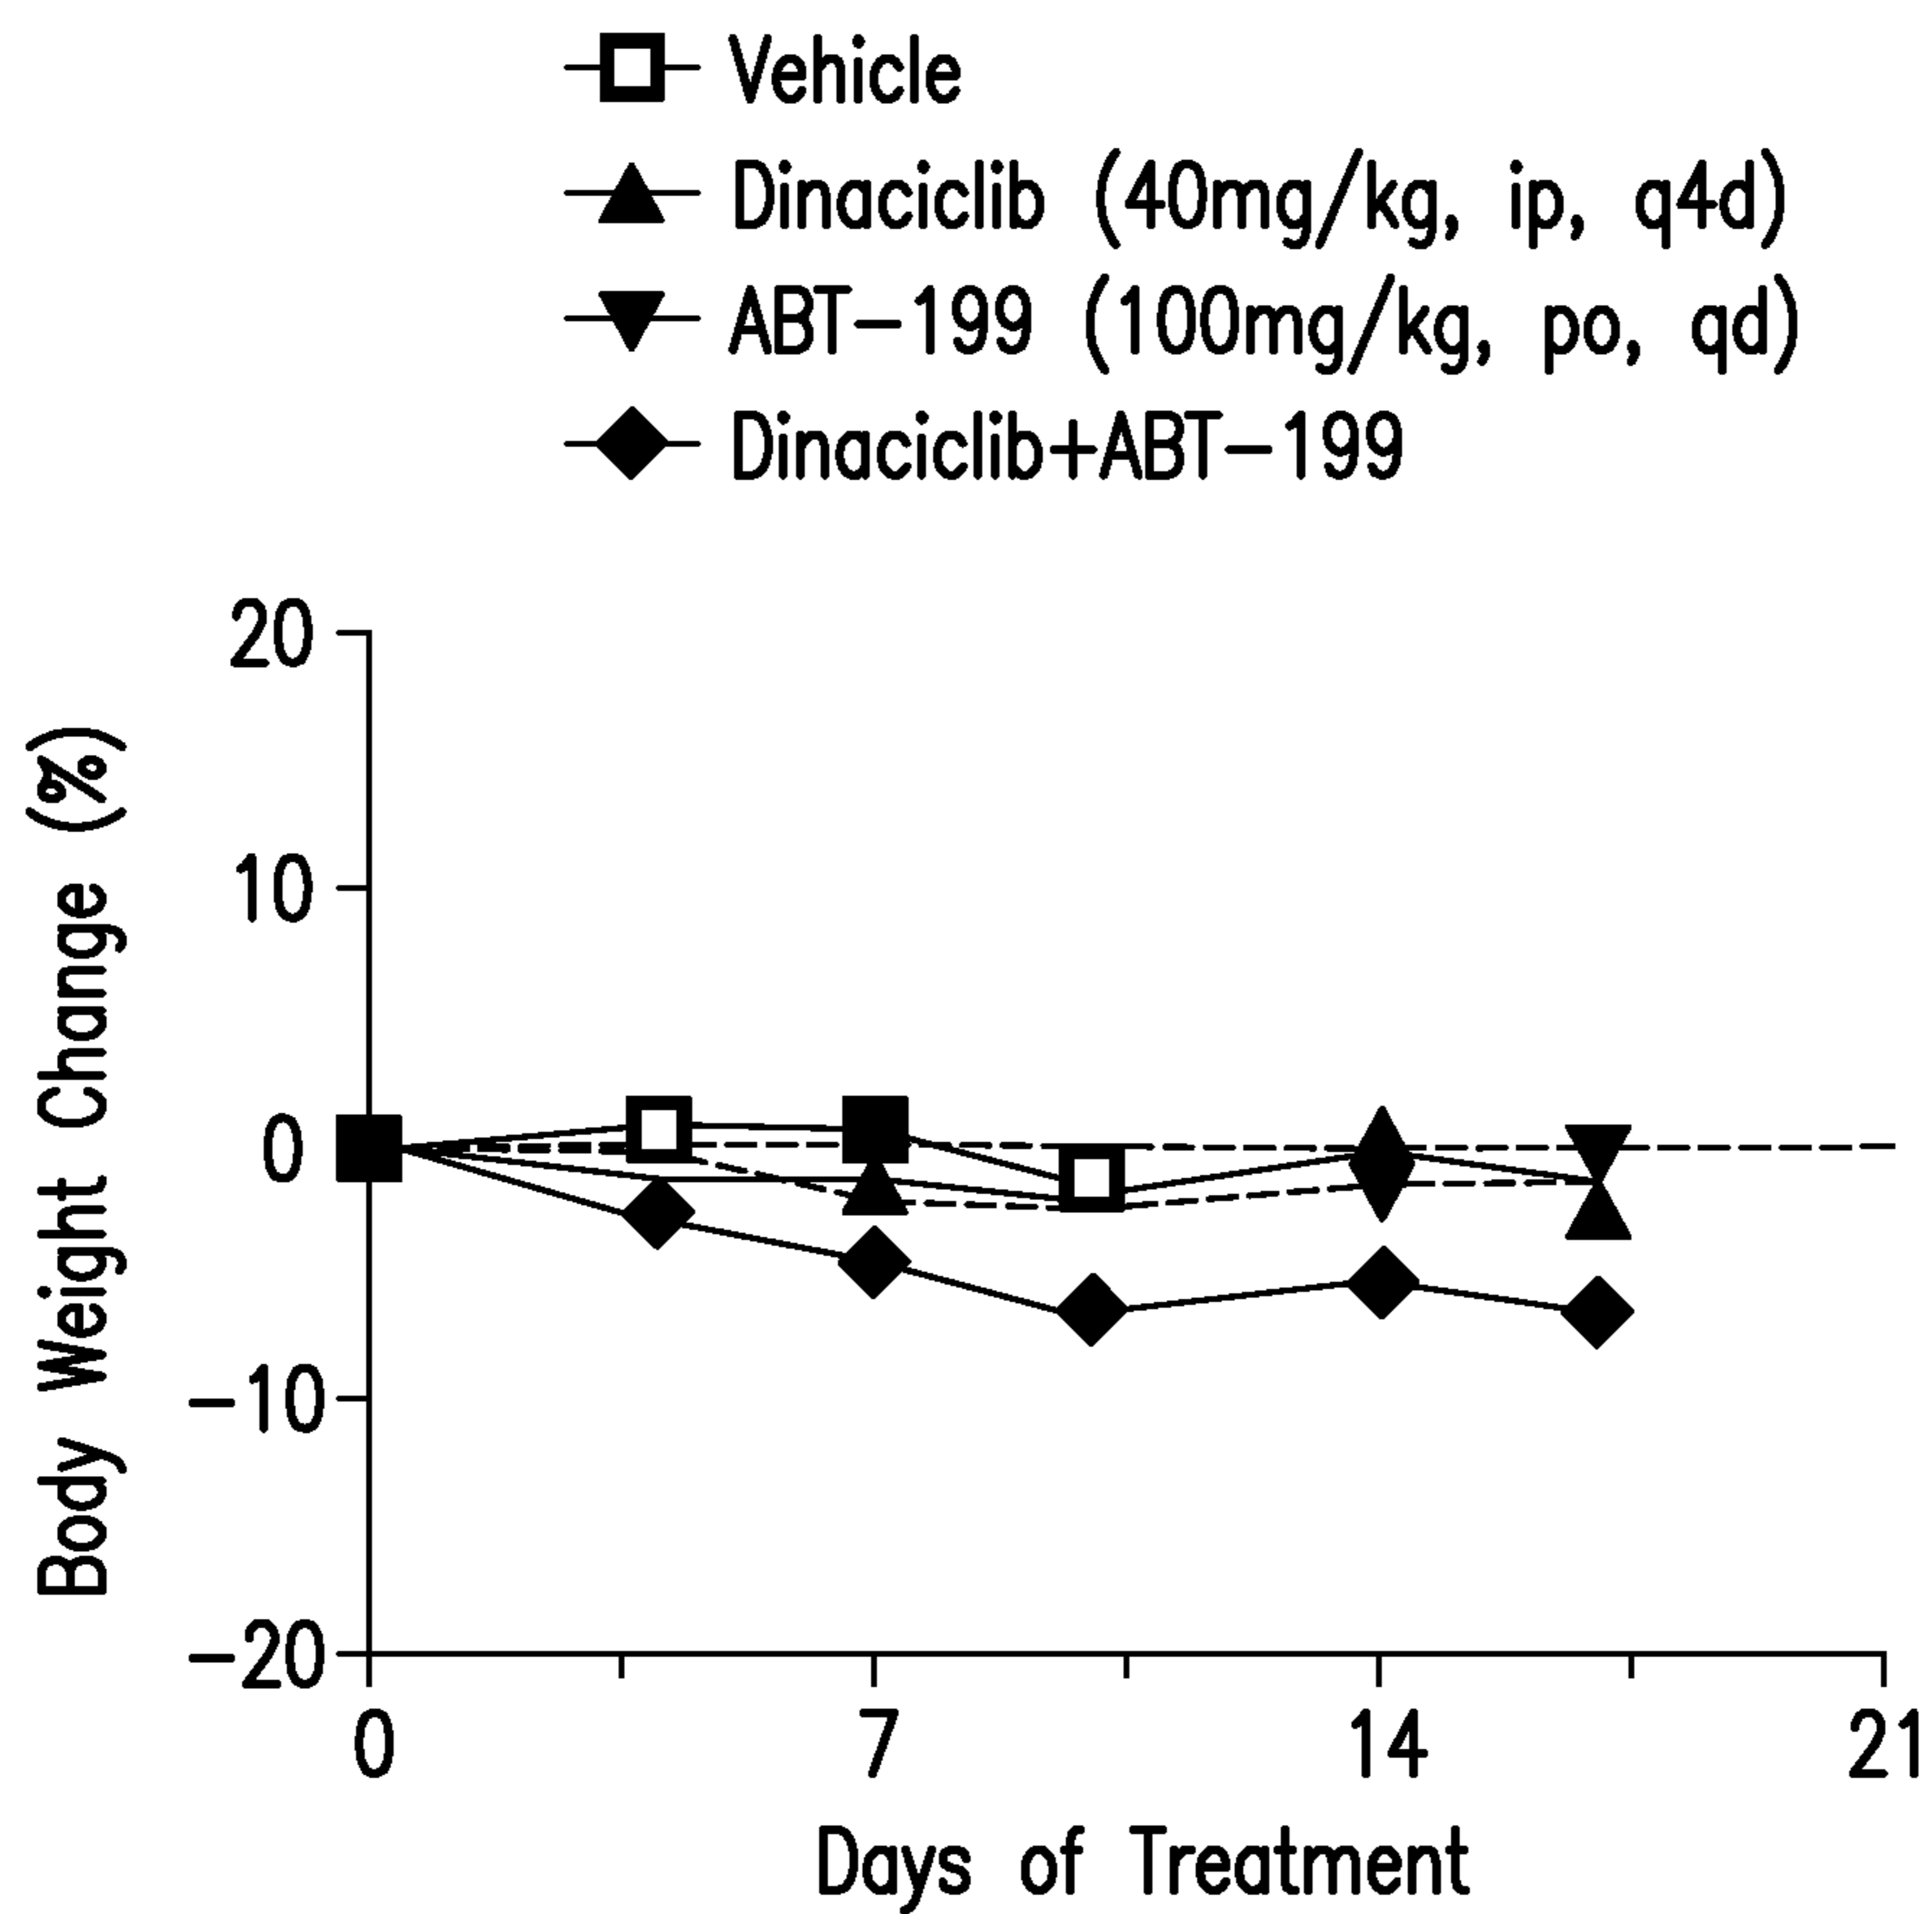 Vehicle
Dinaciclib (40mg/kg, ip, q4d)
ABT-199 (100mg/kg, po, qd)
Dinaciclib+ABT-199
Body Weight Change (%)
20
10
0
-10
-20
0 7 14 21
Days of Treatment